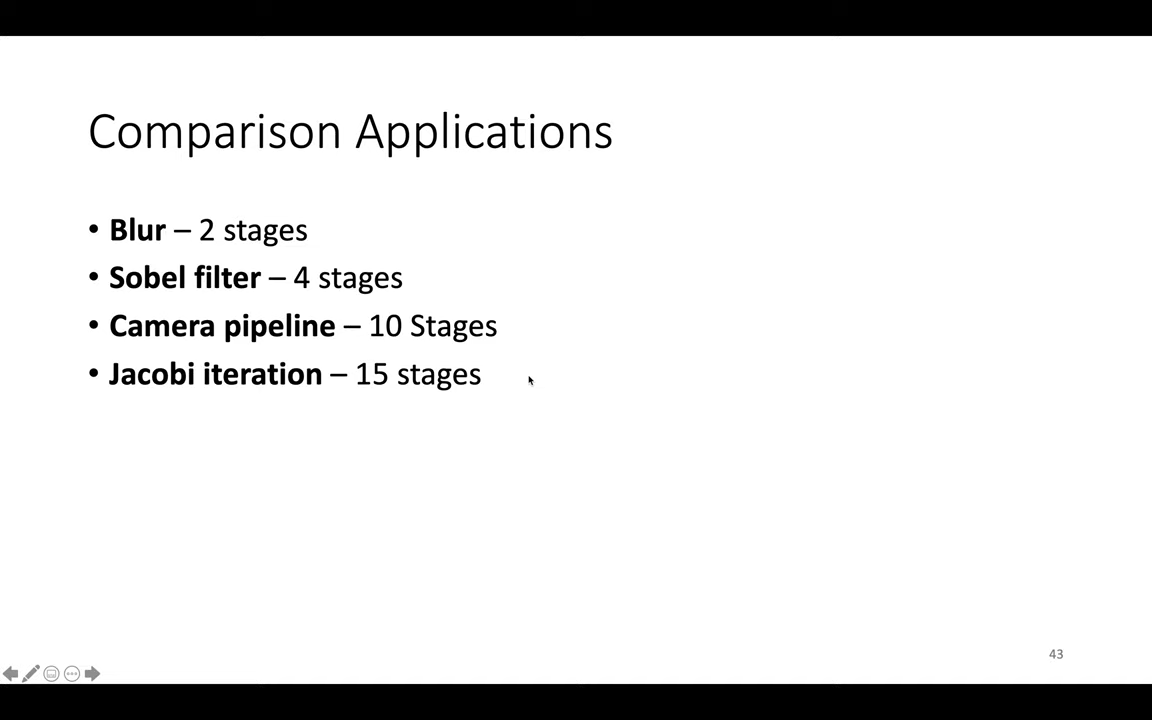 Comparison Applications
• Blur – 2 stages
• Sobel filter – 4 stages
• Camera pipeline – 10 Stages
• Jacobi iteration – 15 stages
43